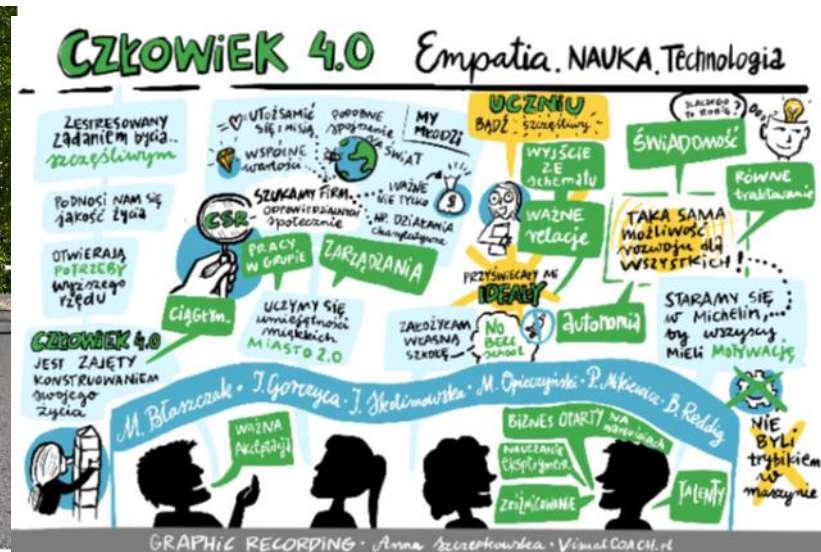 CZŁOWiEK 4.0 Empatia. NAUKA. Technologia
ZESTRESOWANY
Zadaniem bycia..
szczęśliwym
PODNOSI NAM SIĘ
jakość życia
OTWIERAJĄ
POTRZEBY
wyższego
rzędu
CZŁOWIEK 4.0
JEST ZAJĘTY
KONSTRUOWANIEM
swojego
życia
UTOŻSAMIĆ
SIĘ z MISJĄ
WSPÓLNE
wartości
PODOBNE
spojrzenie
NA ŚWIAT
MY
MŁODZI
CSR
SZUKAMY FIRM
ODPOWIEDZIALNYCH
społecznie
WAŻNE
NIE TYLKO
$
NP. DZIAŁANIA
charytatywne
CIĄGŁYM..
PRACY
W GRUPIE
ZARZĄDZANIA
UCZYMY SIĘ
umiejętności
miękkich
MIASTO 2.0
UCZNIU
BĄDŹ szczęśliwy
WYJŚCIE
ZE
schematu
WAŻNE
relacje
PRZYŚWIECAŁY MI
IDEAŁY
ZAŁOŻYŁAM
WŁASNĄ
SZKOŁĘ
No
BELL
school
autonomia
DLACZEGO
TO ROBIĘ?
ŚWIADOMOŚĆ
RÓWNE
traktowanie
TAKA SAMA
możliwość
rozwoju dla
WSZYSTKICH!
STARAMY SIĘ
w Michelin,...
by wszyscy
MIELI MOTYWACJĘ
NIE
BYLI
trybikiem
w
maszynie
M. Błaszczak • J. Gorczyca • J. Skolimowska • M. Opieczyński • P. Mikiewicz • B. Reddig
WAŻNA
Akceptacja
BIZNES OPARTY NA
NAUCZANIE
Eksperyment
ZRÓŻNICOWANIE
TALENTY
GRAPHiC RECORDING • Anna Szczepkowska • VisualCOACH.pl